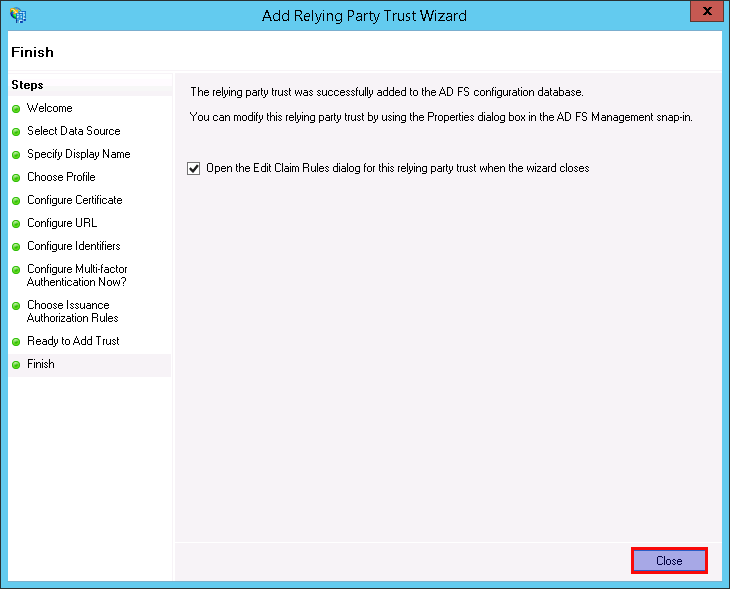 Add Relying Party Trust Wizard
Finish
Steps
Welcome
Select Data Source
Specify Display Name
Choose Profile
Configure Certificate
Configure URL
Configure Identifiers
Configure Multi-factor
Authentication Now?
Choose Issuance
Authorization Rules
Ready to Add Trust
Finish
The relying party trust was successfully added to the AD FS configuration database.
You can modify this relying party trust by using the Properties dialog box in the AD FS Management snap-in.
Open the Edit Claim Rules dialog for this relying party trust when the wizard closes
Close